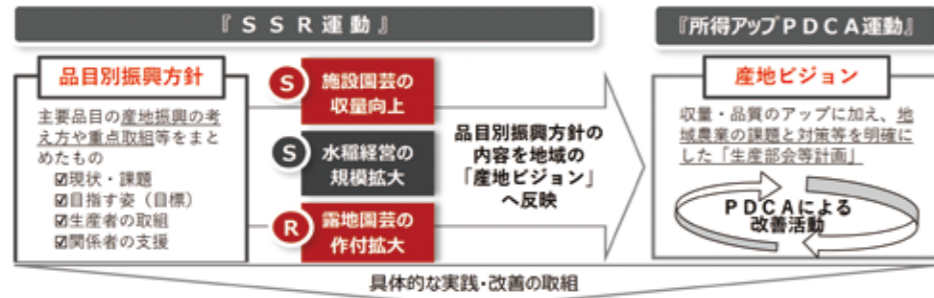 『ＳＳＲ運動』
『所得アップＰＤＣＡ運動』
品目別振興方針
主要品目の産地振興の考
え方や重点取組等をまと
めたもの
☑現状・課題
☑目指す姿（目標）
☑生産者の取組
☑関係者の支援
S
施設園芸の
収量向上
S
水稲経営の
規模拡大
R
露地園芸の
作付拡大
品目別振興方針の
内容を地域の
「産地ビジョン」
へ反映
産地ビジョン
収量・品質のアップに加え、地
域農業の課題と対策等を明確に
した「生産部会等計画」
ＰＤＣＡによる
改善活動
具体的な実践・改善の取組